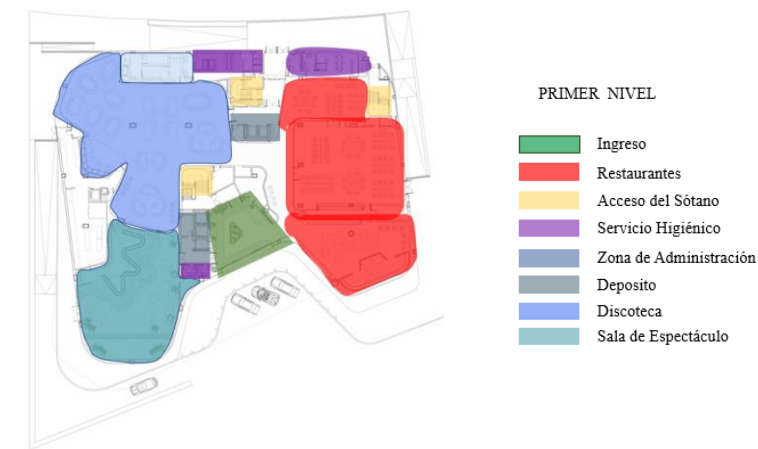 PRIMER NIVEL
Ingreso
Restaurantes
Acceso del Sótano
Servicio Higiénico
Zona de Administración
Deposito
Discoteca
Sala de Espectáculo